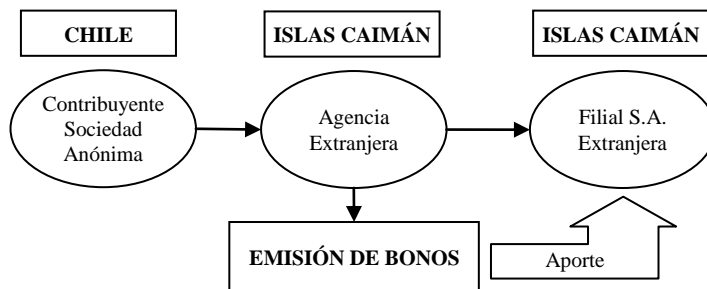 CHILE
ISLAS CAIMÁN
ISLAS CAIMÁN
Contribuyente
Sociedad
Anónima
Agencia
Extranjera
Filial S.A.
Extranjera
EMISIÓN DE BONOS
Aporte